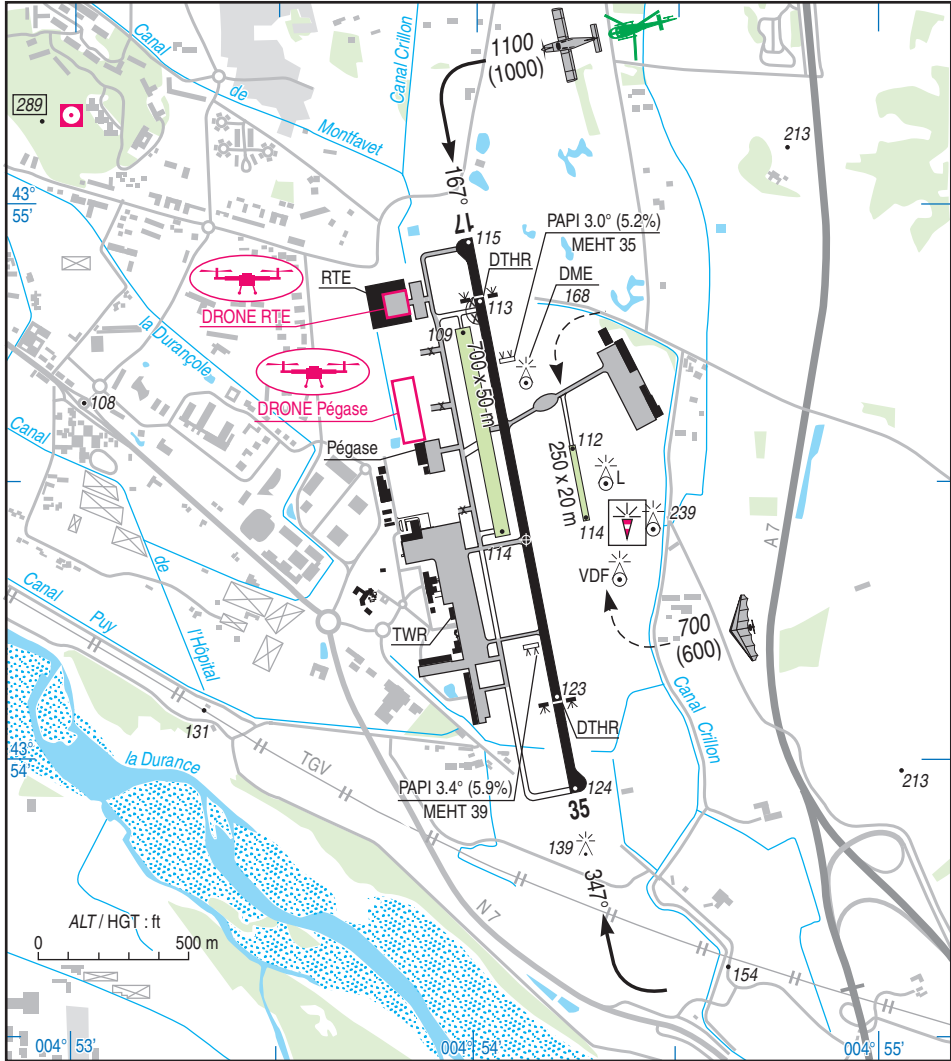 Canal
de
Montfavet
Canal Crillon
1100
(1000)
289
213
43°
55'
167°
17
115
PAPI 3.0° (5.2%)
MEHT 35
DTHR
DME
168
RTE
113
DRONE RTE
109
la Durançole
700 x 50 m
DRONE Pégase
108
Canal
Pégase
112
250 x 20 m
L
114
239
A 7
114
VDF
de
l'Hôpital
Canal
Puy
TWR
700
(600)
123
Canal Crillon
131
DTHR
43°
54'
la Durance
TGV
PAPI 3.4° (5.9%)
MEHT 39
124
213
35
139
347°
ALT / HGT : ft
0
500 m
N 7
154
004° 53'
004° 54'
004° 55'